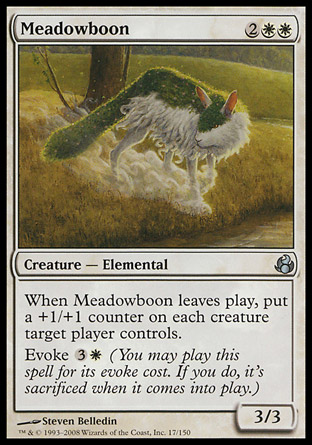 Meadowboon 2
Creature — Elemental
When Meadowboon leaves play, put
a +1/+1 counter on each creature
target player controls.
Evoke 3 (You may play this
spell for its evoke cost. If you do, it's
sacrificed when it comes into play.)
Steven Belledin
™ & © 1993–2008 Wizards of the Coast, Inc. 17/150
3/3